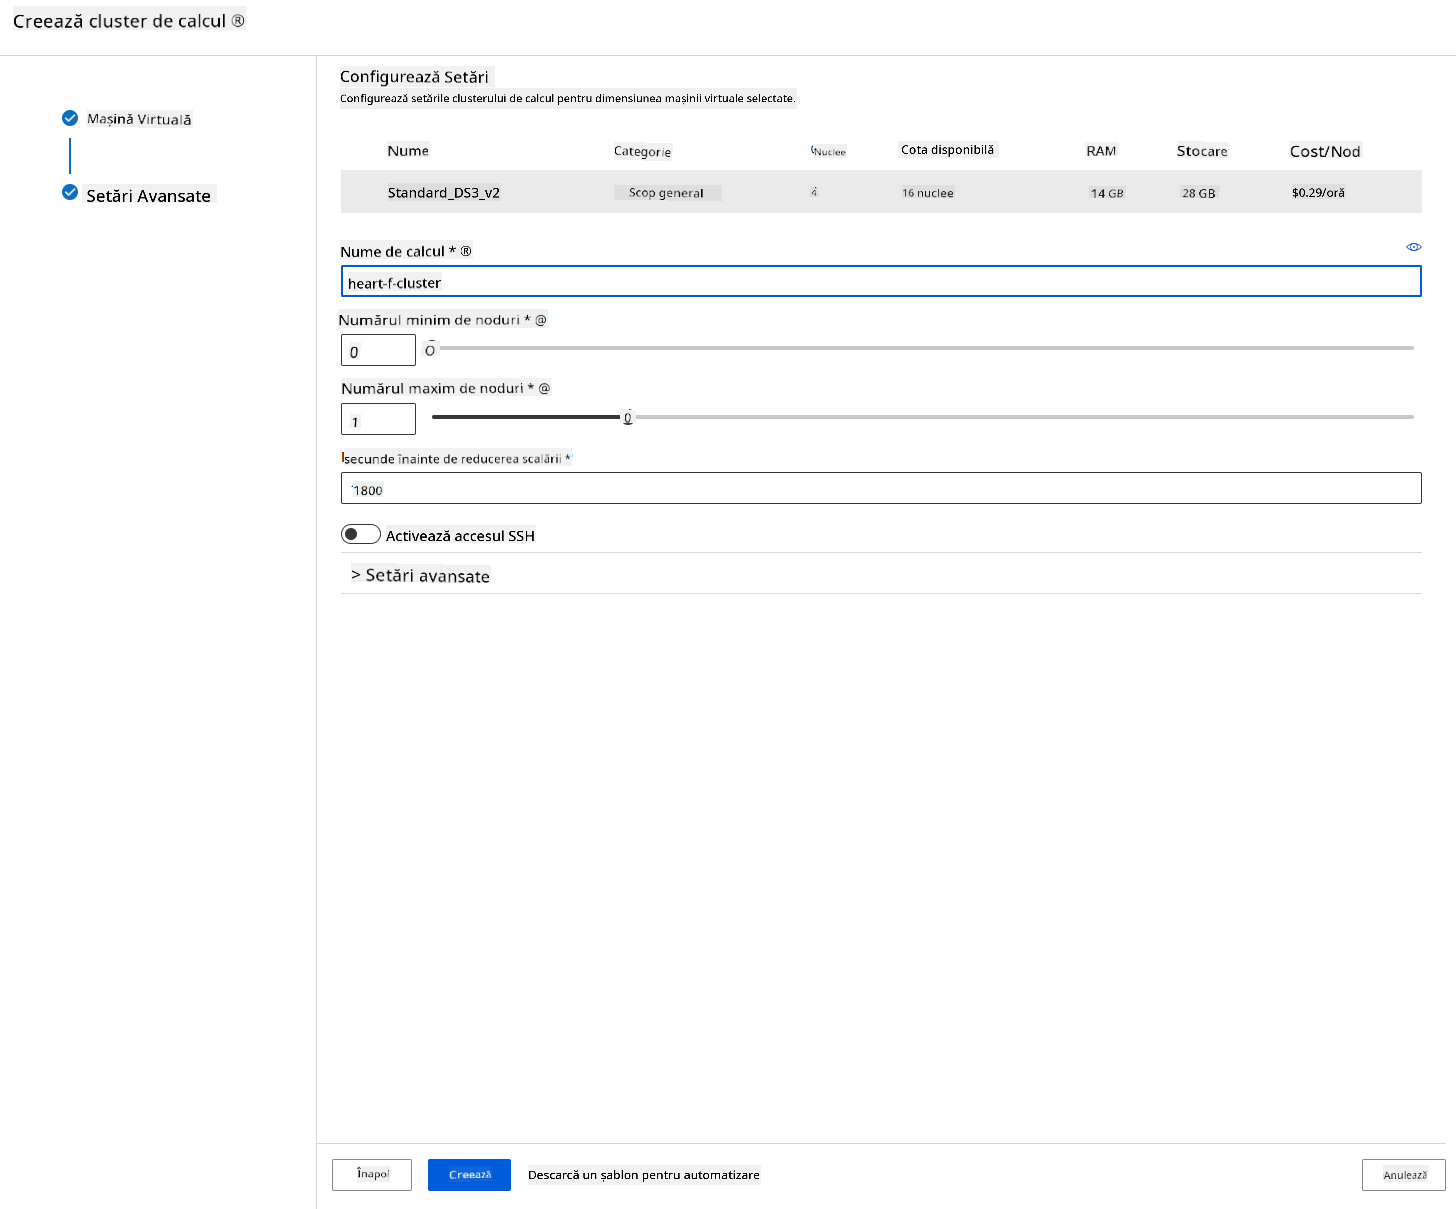 Creează cluster de calcul ®
Mașină Virtuală
Setări Avansate
Configurează Setări
Configurează setările clusterului de calcul pentru dimensiunea mașinii virtuale selectate.
Nume Categorie Nuclee Cota disponibilă RAM Stocare Cost/Nod
Standard_DS3_v2 Scop general 4 16 nuclee 14 GB 28 GB $0.29/oră
Nume de calcul * ®
heart-f-cluster
Numărul minim de noduri * @
0
Numărul maxim de noduri * @
1
secunde înainte de reducerea scalării *
1800
Activează accesul SSH
> Setări avansate
Înapoi Creează Descarcă un șablon pentru automatizare Anulează